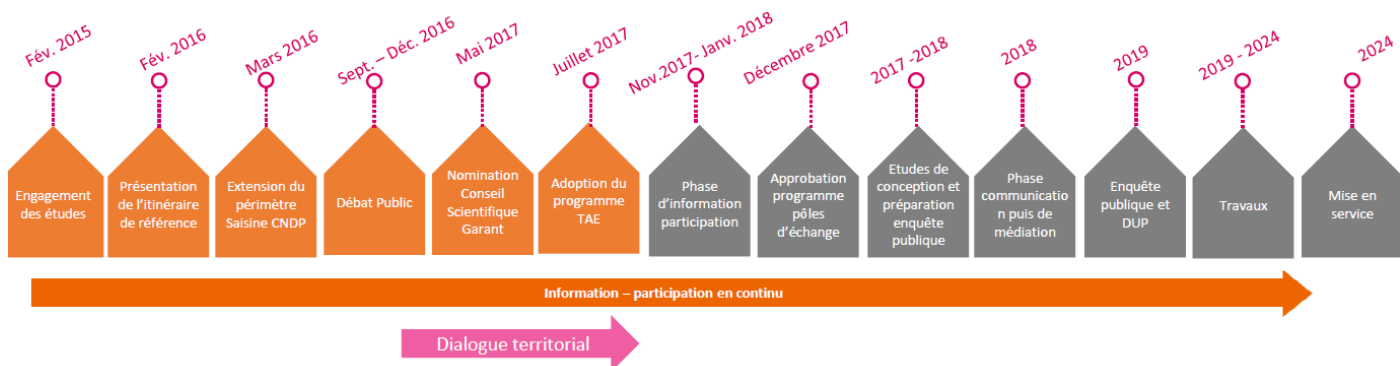 Fév. 2015
Fév. 2016
Mars 2016
Sept. – Déc. 2016
Mai 2017
Juillet 2017
Nov.2017- Janv. 2018
Décembre 2017
2017 -2018
2018
2019
2019 - 2024
2024
Engagement
des études
Présentation
de l'itinéraire
de référence
Extension du
périmètre
Saisine CNDP
Débat Public
Nomination
Conseil
Scientifique
Garant
Adoption du
programme
TAE
Phase
d'information
participation
Approbation
programme
pôles
d'échange
Etudes de
conception et
préparation
enquête
publique
Phase
communicatio
n puis de
médiation
Enquête
publique et
DUP
Travaux
Mise en
service
Information – participation en continu
Dialogue territorial